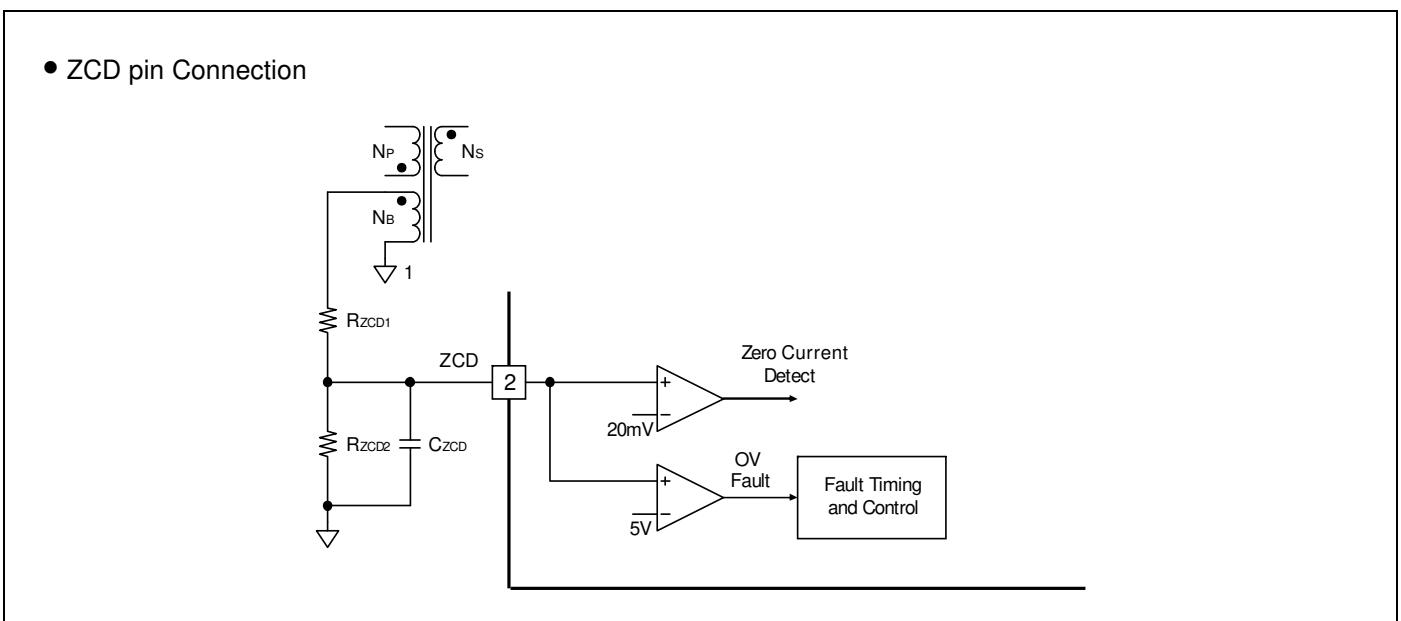 ● ZCD pin Connection
NP
NS
NB
1
RZCD1
ZCD
2
Zero Current
Detect
+
−
20mV
RZCD2
CZCD
OV
Fault
+
−
5V
Fault Timing
and Control